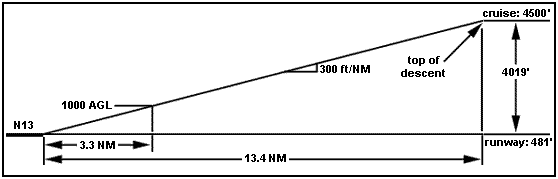 cruise: 4500'
300 ft/NM
top of
descent
4019'
1000 AGL
N13
3.3 NM
runway: 481'
13.4 NM